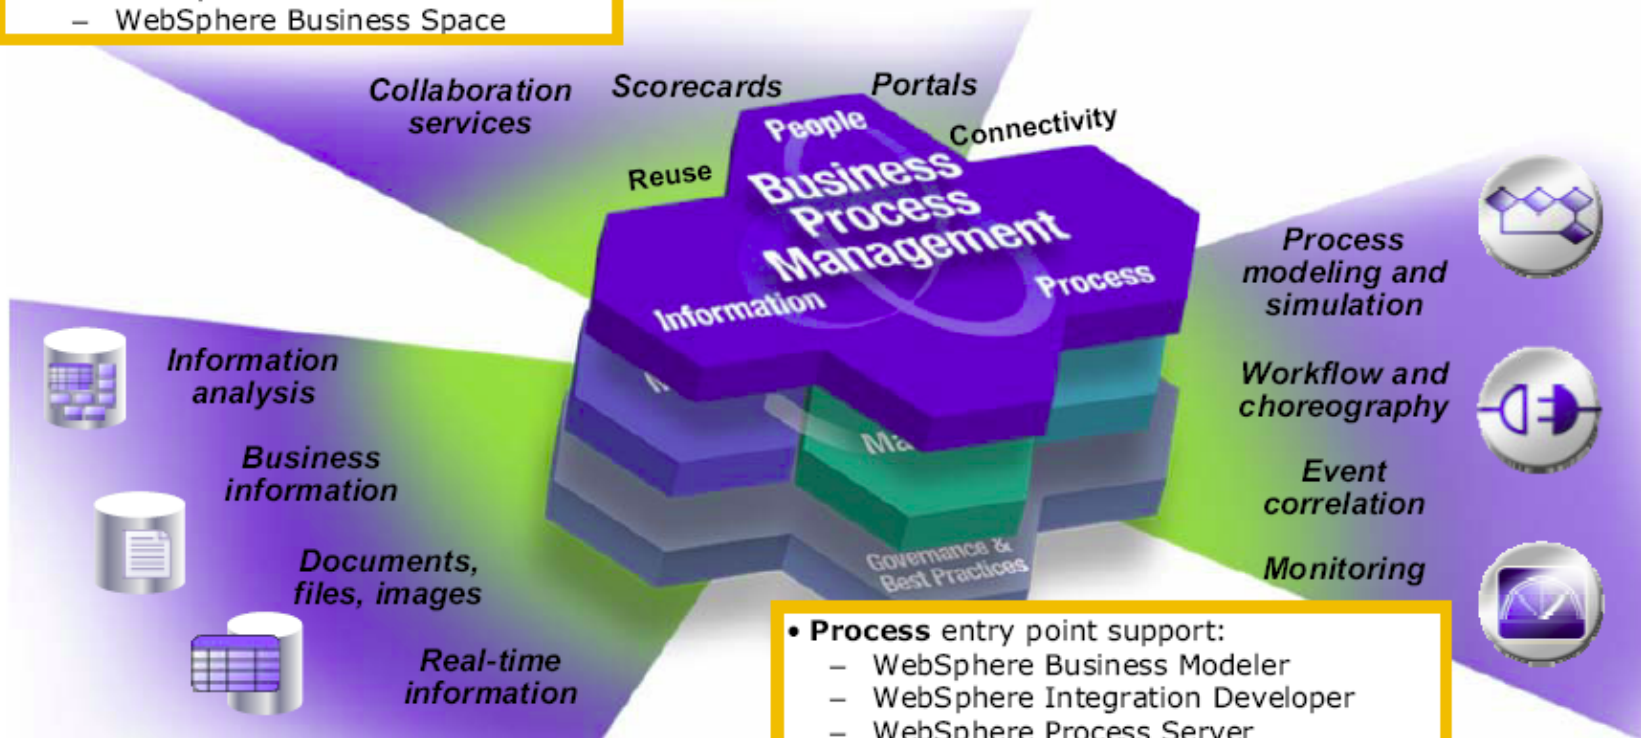 – WebSphere Business Space
Collaboration
services
Scorecards
Portals
Reuse
Connectivity
People
Business
Process
Management
Information
Process
Governance &
Best Practices
Information
analysis
Business
information
Documents,
files, images
Real-time
information
Process
modeling and
simulation
Workflow and
choreography
Event
correlation
Monitoring
• Process entry point support:
– WebSphere Business Modeler
– WebSphere Integration Developer
– WebSphere Process Server